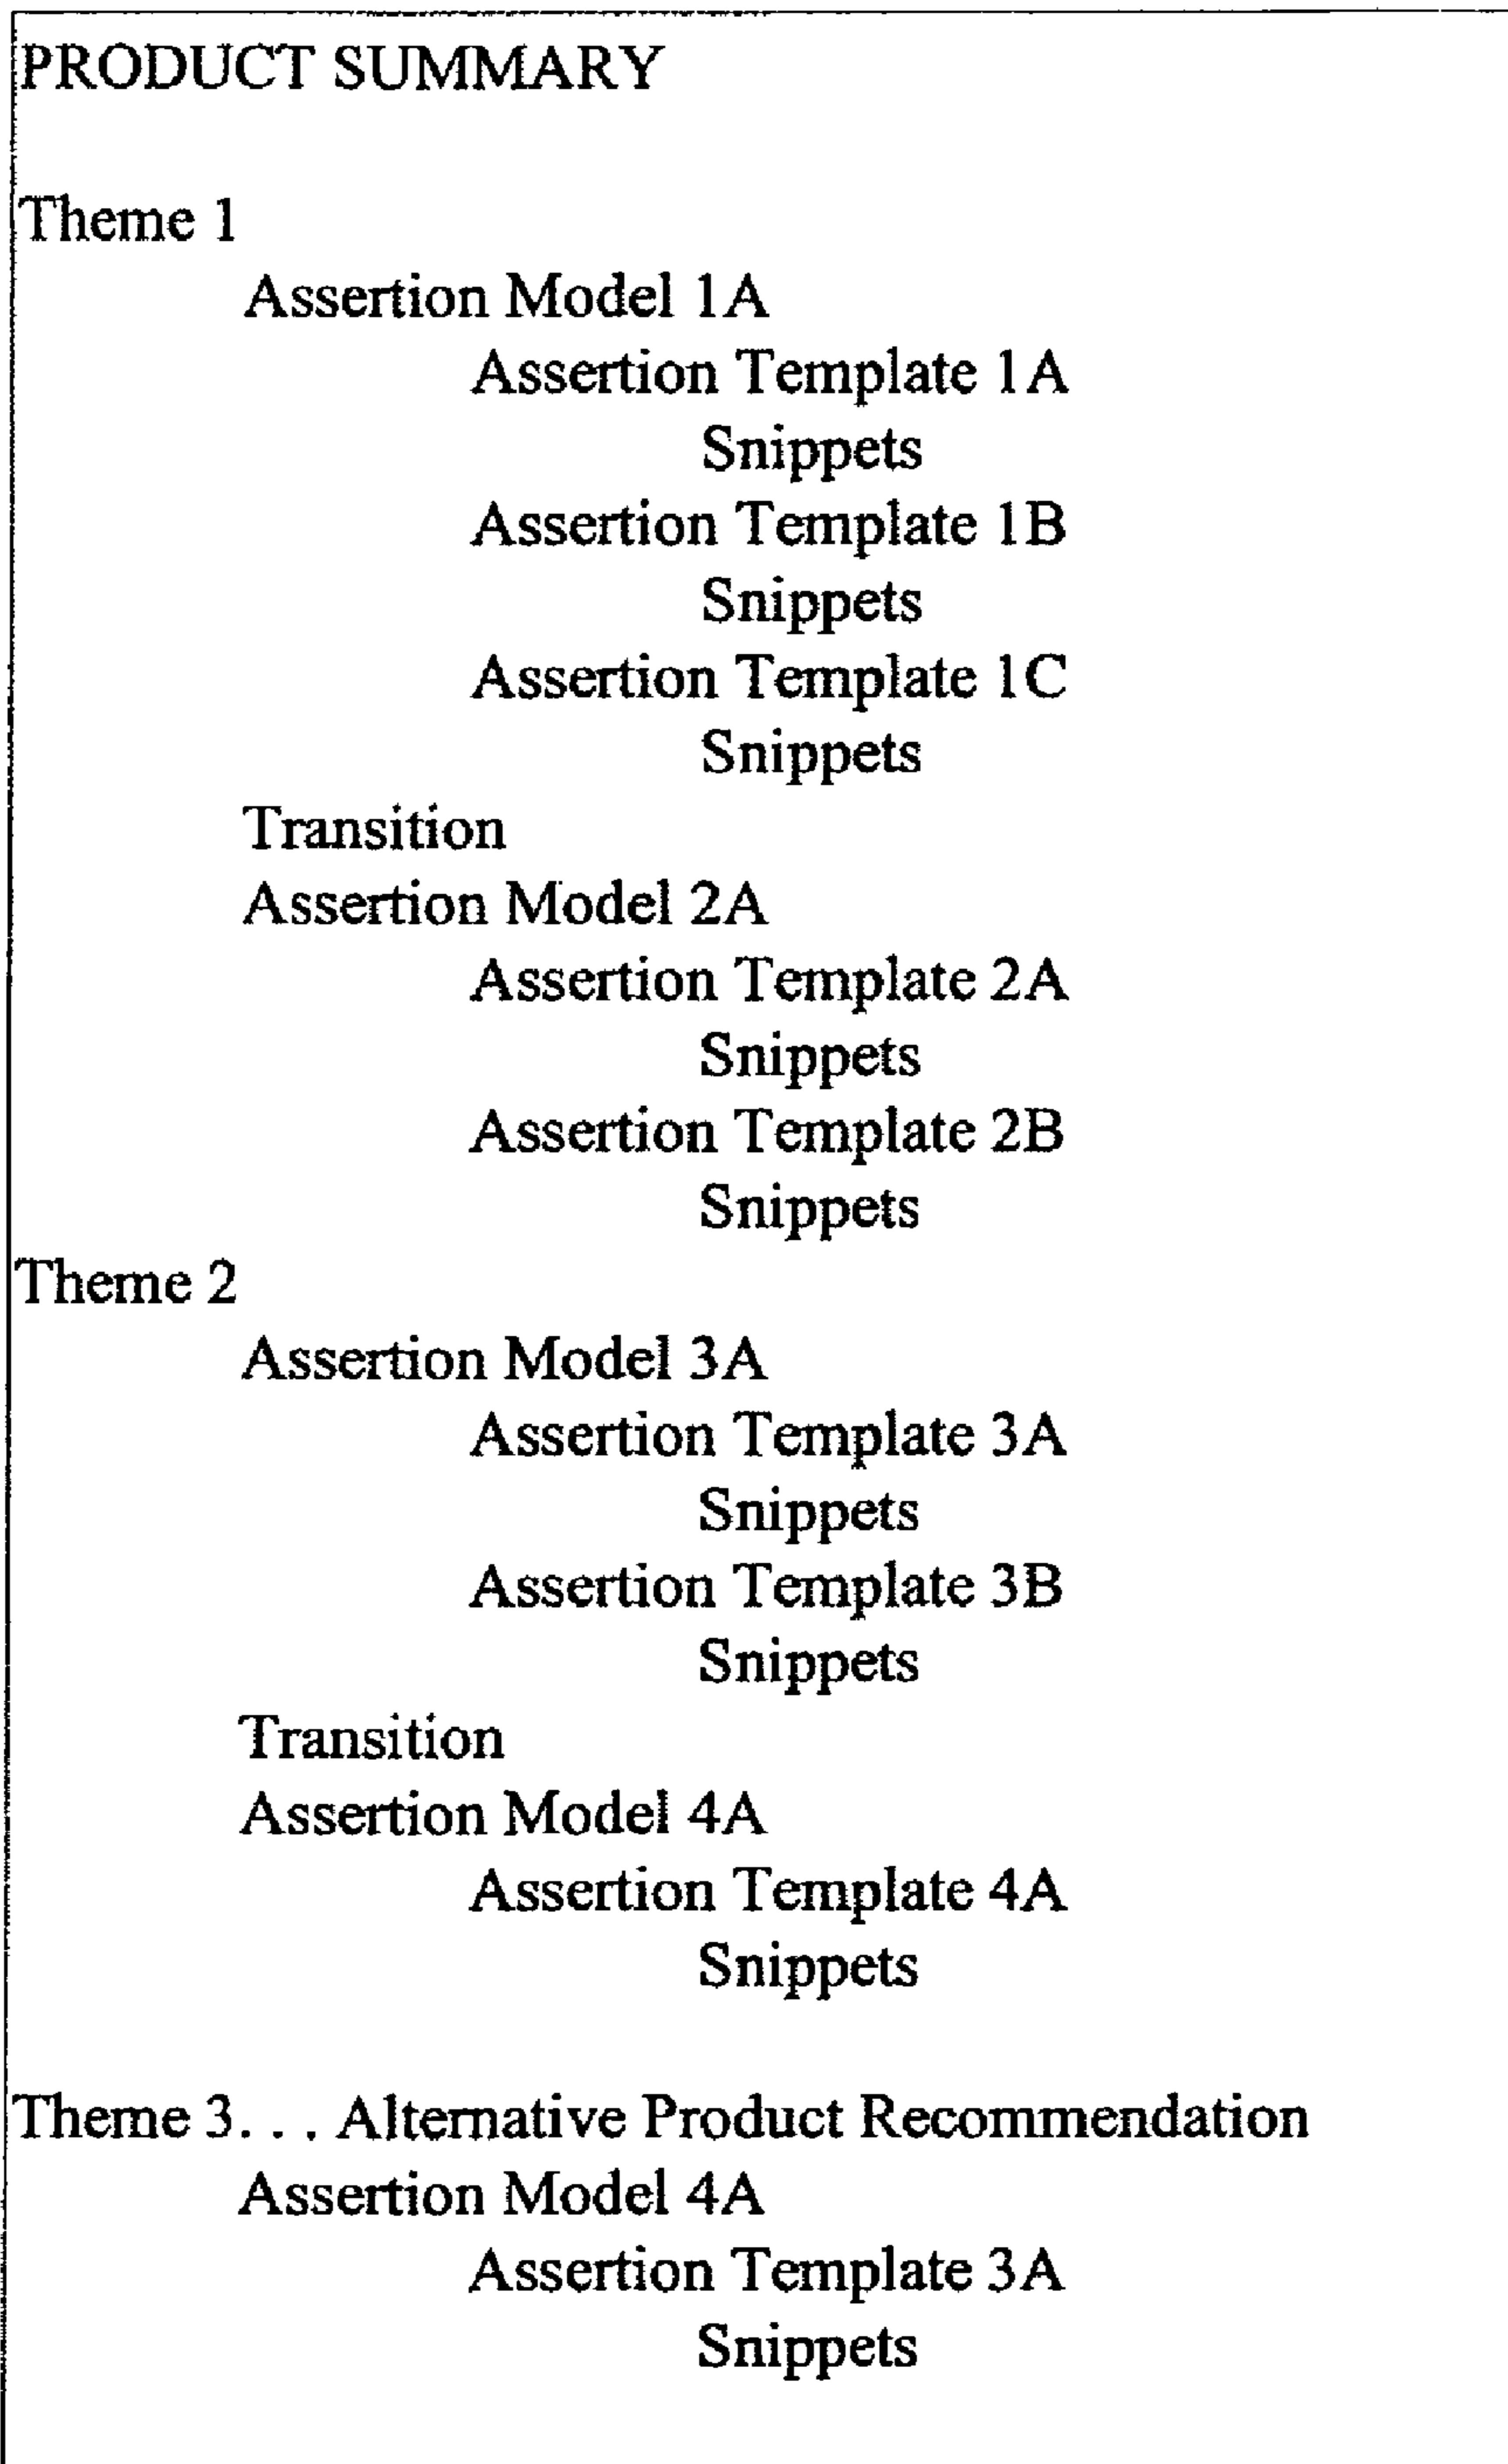 PRODUCT SUMMARY
Theme 1
Assertion Model 1A
Assertion Template 1A
Snippets
Assertion Template 1B
Snippets
Assertion Template 1C
Snippets
Transition
Assertion Model 2A
Assertion Template 2A
Snippets
Assertion Template 2B
Snippets
Theme 2
Assertion Model 3A
Assertion Template 3A
Snippets
Assertion Template 3B
Snippets
Transition
Assertion Model 4A
Assertion Template 4A
Snippets
Theme 3. . . Alternative Product Recommendation
Assertion Model 4A
Assertion Template 3A
Snippets